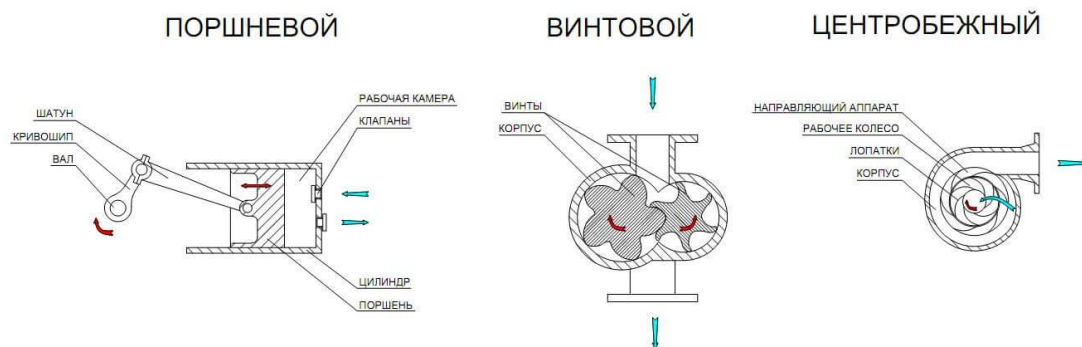 ПОРШНЕВОЙ
ШАТУН
КРИВОШИП
ВАЛ
РАБОЧАЯ КАМЕРА
КЛАПАНЫ
ЦИЛИНДР
ПОРШЕНЬ
ВИНТОВОЙ
ВИНТЫ
КОРПУС
ЦЕНТРОБЕЖНЫЙ
НАПРАВЛЯЮЩИЙ АППАРАТ
РАБОЧЕЕ КОЛЕСО
ЛОПАТКИ
КОРПУС